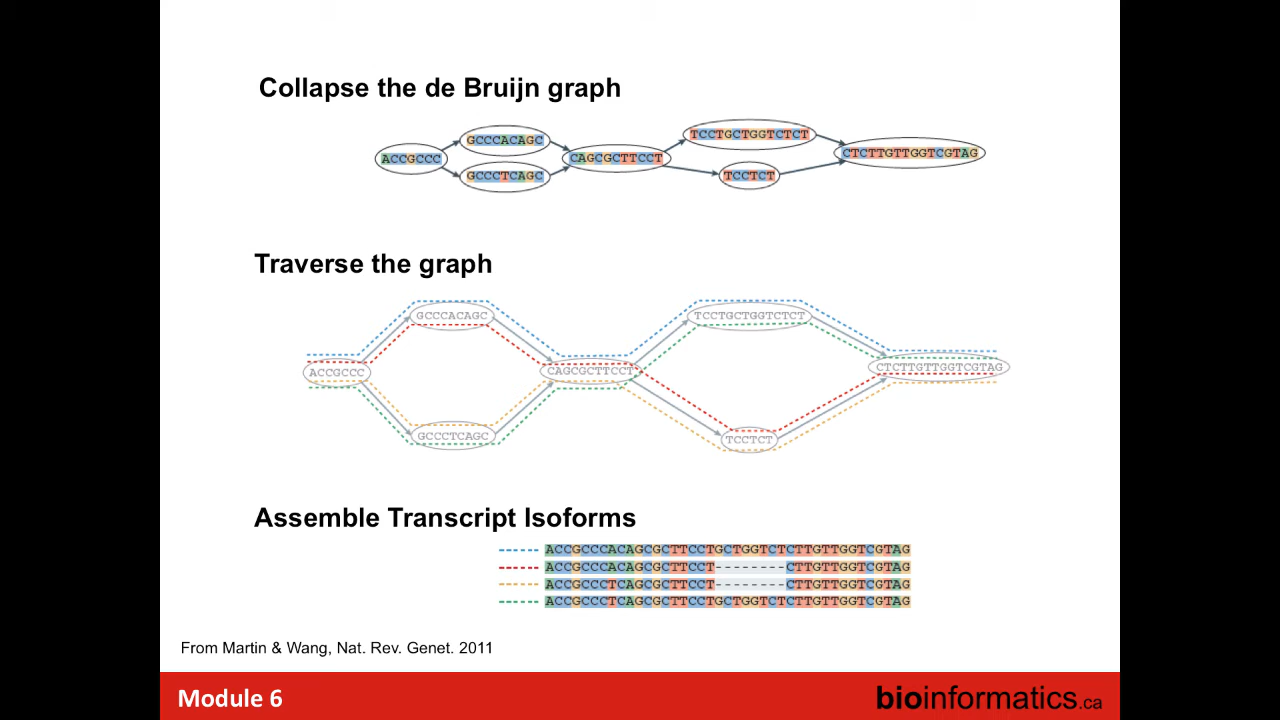 Collapse the de Bruijn graph
GCCCACAGC
TCCTGCTGGTCTCT
ACCGCCC
CAGCGCTTCCT
CTCTTGTTGGTCGTAG
GCCCTCAGC
TCCTCT
Traverse the graph
GCCCACAGC
TCCTGCTGGTCTCT
ACCGCCC
CAGCGCTTCCT
CTCTTGTTGGTCGTAG
GCCCTCAGC
TCCTCT
Assemble Transcript Isoforms
ACCGCCCACAGCGCTTCCTGCTGGTCTCTTGTTGGTCGTAG
ACCGCCCACAGCGCTTCCT--------CTTGTTGGTCGTAG
ACCGCCCTCAGCGCTTCCT--------CTTGTTGGTCGTAG
ACCGCCCTCAGCGCTTCCTGCTGGTCTCTTGTTGGTCGTAG
From Martin & Wang, Nat. Rev. Genet. 2011
Module 6
bioinformatics.ca